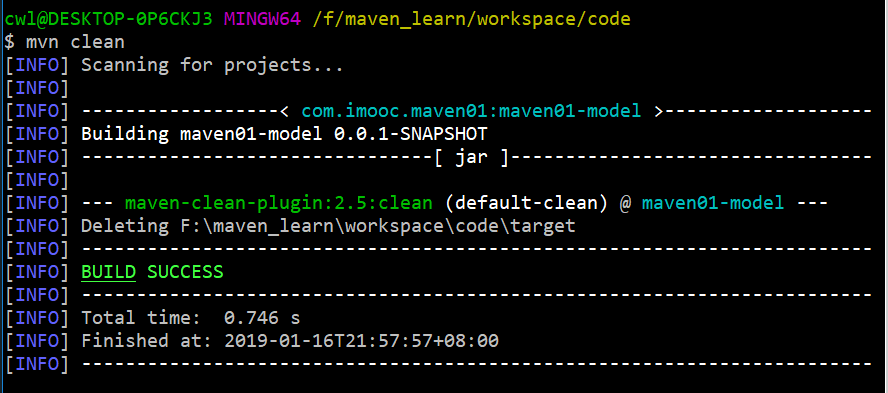 cwl@DESKTOP-0P6CKJ3 MINGW64 /f/maven_learn/workspace/code
$ mvn clean
[INFO] Scanning for projects...
[INFO]
[INFO] ------------------< com.imooc.maven01:maven01-model >-------------------
[INFO] Building maven01-model 0.0.1-SNAPSHOT
[INFO] --------------------------------[ jar ]---------------------------------
[INFO]
[INFO] --- maven-clean-plugin:2.5:clean (default-clean) @ maven01-model ---
[INFO] Deleting F:\maven_learn\workspace\code\target
[INFO] ------------------------------------------------------------------------
[INFO] BUILD SUCCESS
[INFO] ------------------------------------------------------------------------
[INFO] Total time:  0.746 s
[INFO] Finished at: 2019-01-16T21:57:57+08:00
[INFO] ------------------------------------------------------------------------